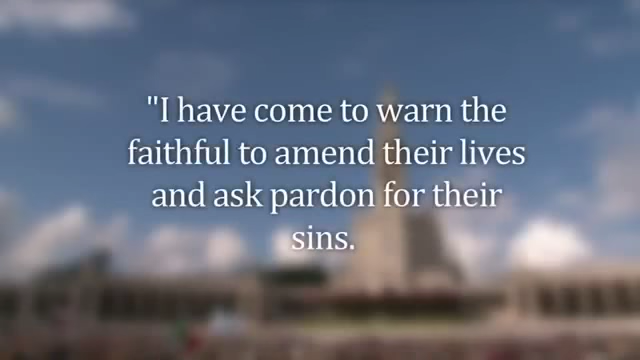 "I have come to warn the
faithful to amend their lives
and ask pardon for their
sins.